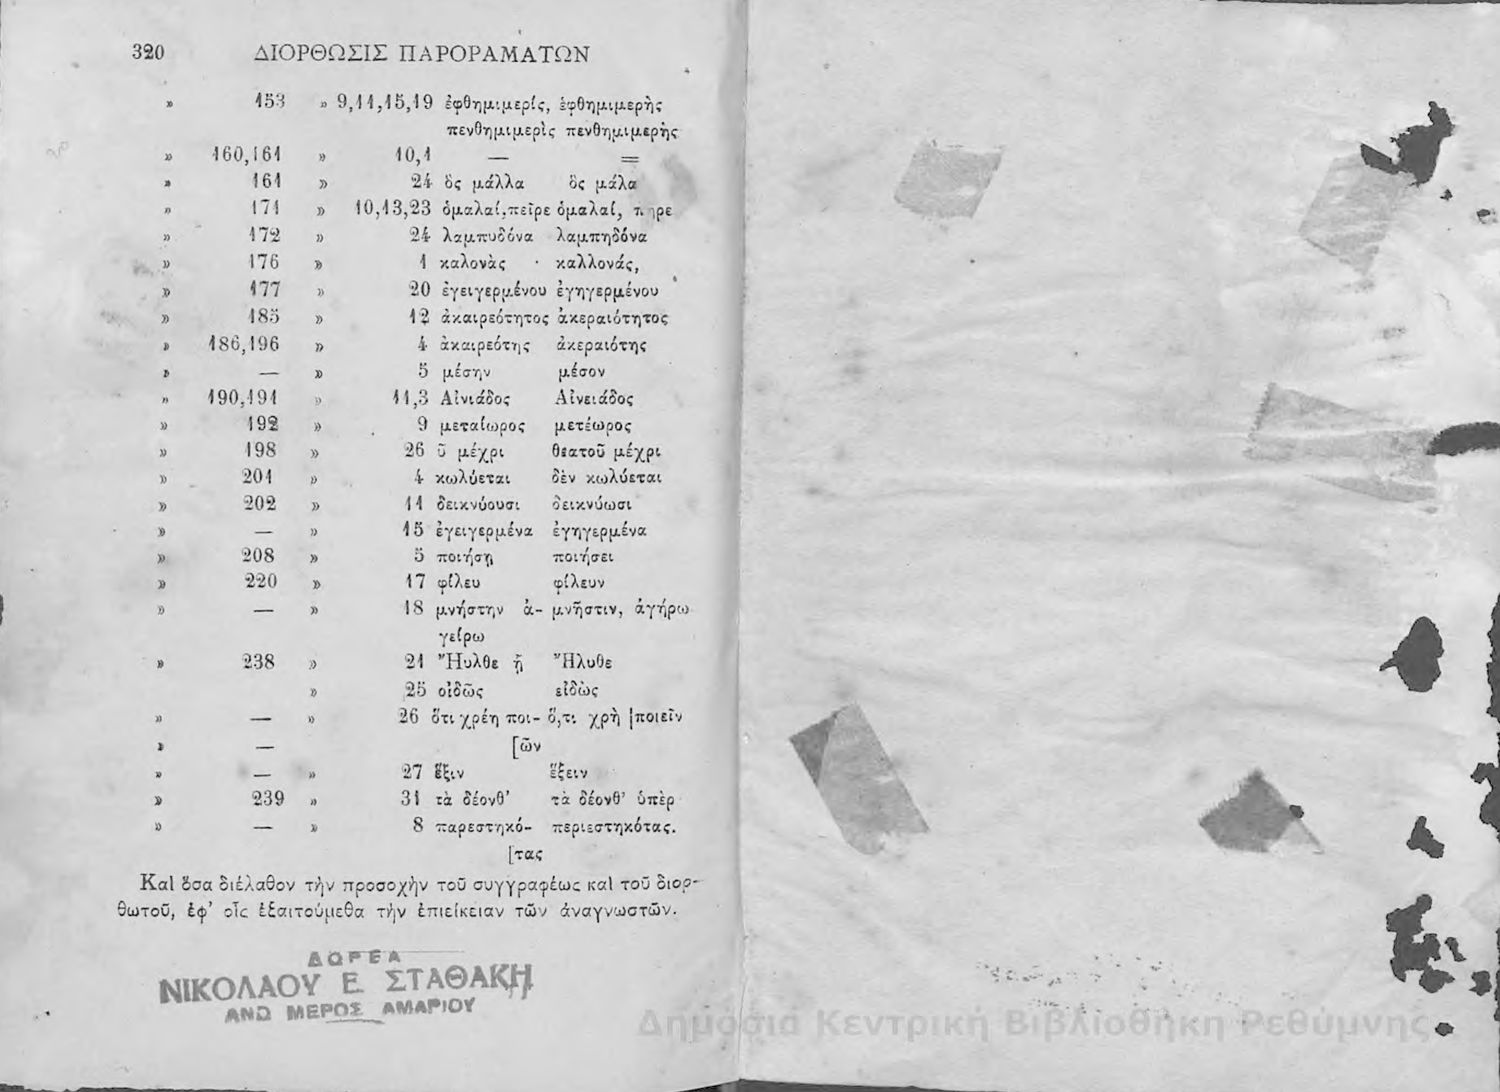 320 ΔΙΟΡΘΩΣΙΣ ΠΑΡΟΡΑΜΑΤΩΝ
» 153 » 9,11,15,19 ἐφθημιμερίς, ἑφθημιμερὴς
πενθημιμερὶς πενθημιμερὴς
» 160,161 » 10,1 — =
» 161 » 24 ὃς μάλλα ὃς μάλα
» 171 » 10,13,23 ὁμαλαί,πεῖρε ὁμαλαί,
» 172 » 24 λαμπυδόνα λαμπηδόνα
» 176 » 1 καλονὰς καλλονάς,
» 177 » 20 ἐγειγερμένου ἐγηγερμένου
» 185 » 12 ἀκαιρεότητος ἀκεραιότητος
» 186,196 » 4 ἀκαιρεότης ἀκεραιότης
» — » 5 μέσην μέσον
» 190,191 » 11,3 Αἰνιάδος Αἰνειάδος
» 192 » 9 μεταίωρος μετέωρος
» 198 » 26 ῦ μέχρι θεατοῦ μέχρι
» 201 » 4 κωλύεται δὲν κωλύεται
» 202 » 11 δεικνύουσι δεικνύωσι
» — » 15 ἐγειγερμένα ἐγηγερμένα
» 208 » 5 ποιήσῃ ποιήσει
» 220 » 17 φίλευ φίλευν
» — » 18 μνήστην ἀ- μνῆστιν, ἀγήρω
γείρω
» 238 » 21 Ἤυλθε ἢ Ἤλυθε
» 25 οἰδῶς εἰδὼς
» — » 26 ὅτι χρέη ποι- ὅ,τι χρὴ |ποιεῖν
» — [ῶν
» — » 27 ἕξιν ἕξειν
» 239 » 31 τὰ δέονθ' τὰ δέονθ' ὑπὲρ
» — » 8 παρεστηκό- περιεστηκότας.
[τας
Καὶ ὅσα διέλαθον τὴν προσοχὴν τοῦ συγγραφέως καὶ τοῦ διορ-
θωτοῦ, ἐφ' οἷς ἐξαιτούμεθα τὴν ἐπιείκειαν τῶν ἀναγνωστῶν.
ΔΩΡΕΑ
ΝΙΚΟΛΑΟΥ Ε. ΣΤΑΘΑΚΗ
ΑΝΩ ΜΕΡΟΣ ΑΜΑΡΙΟΥ
Δημόσια Κεντρική Βιβλιοθήκη Ρεθύμνης